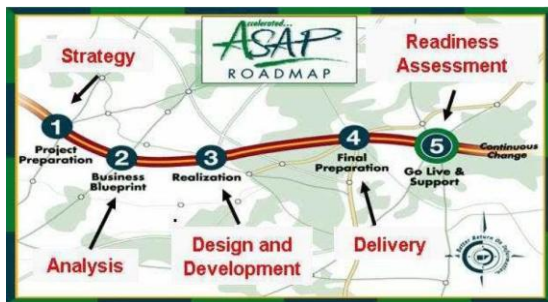 Accelerated...
ASAP
ROADMAP
Strategy
Readiness
Assessment
1
Project
Preparation
2
Business
Blueprint
3
Realization
4
Final
Preparation
5
Go Live &
Support
Continuous
Change
Analysis
Design and
Development
Delivery